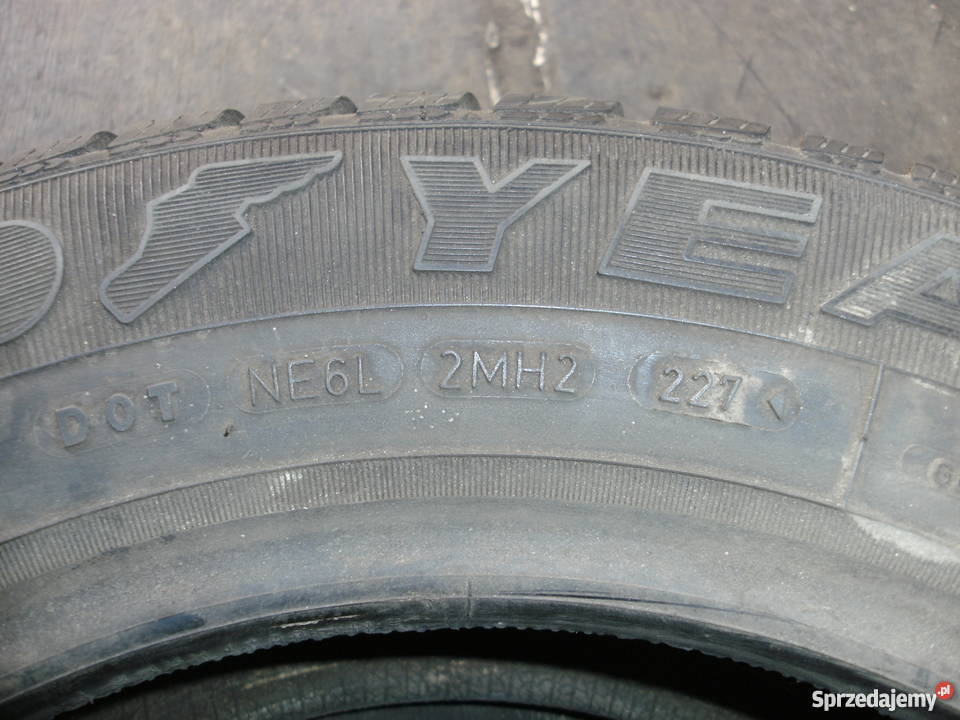 YEA
DOT NE6L 2MH2 227 <
Sprzedajemy.pl